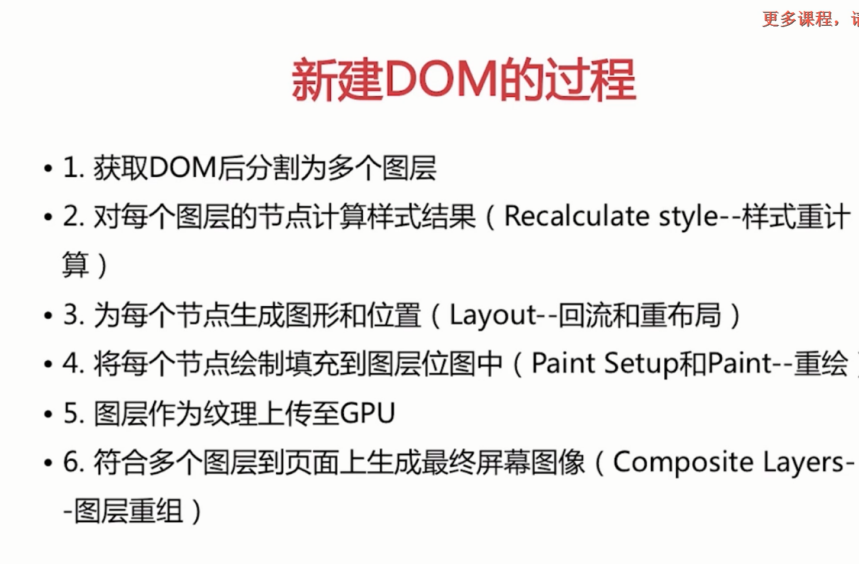 更多课程，请
新建DOM的过程
• 1. 获取DOM后分割为多个图层
• 2. 对每个图层的节点计算样式结果（Recalculate style--样式重计
算）
• 3. 为每个节点生成图形和位置（Layout--回流和重布局）
• 4. 将每个节点绘制填充到图层位图中（Paint Setup和Paint--重绘）
• 5. 图层作为纹理上传至GPU
• 6. 符合多个图层到页面上生成最终屏幕图像（Composite Layers-
-图层重组）